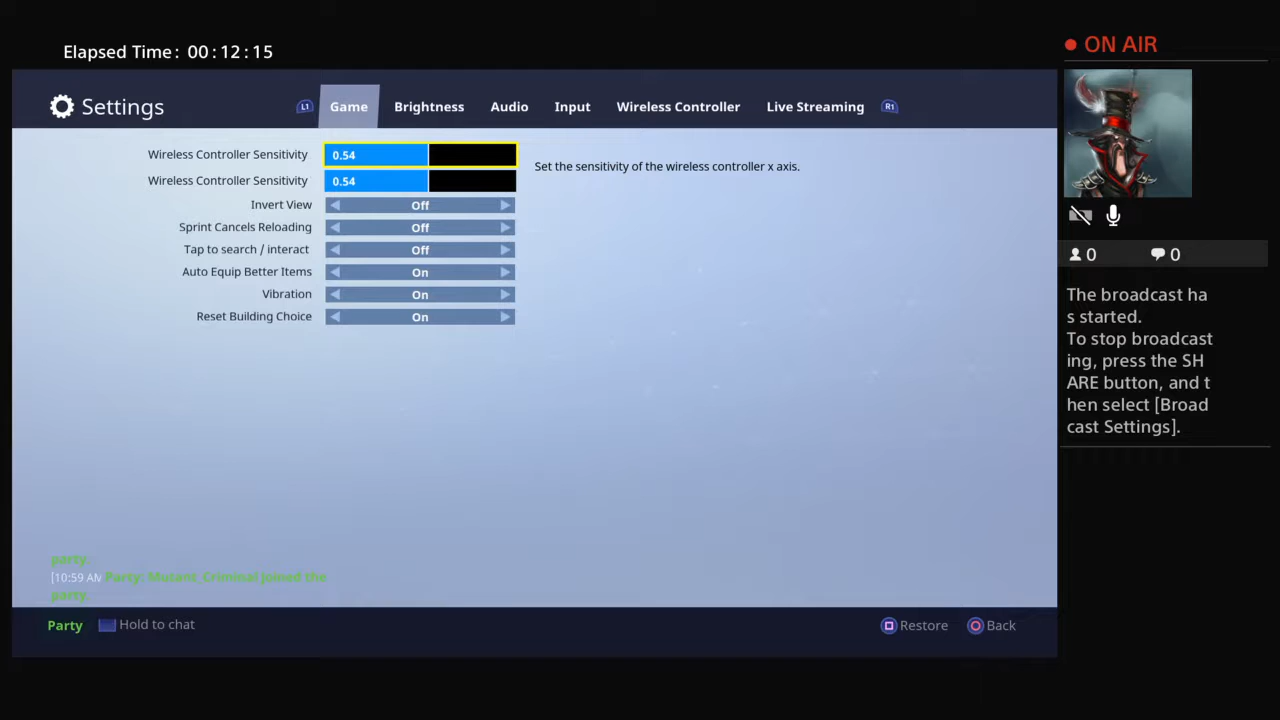 Elapsed Time: 00:12:15
ON AIR
Settings
L1 Game Brightness Audio Input Wireless Controller Live Streaming R1
Wireless Controller Sensitivity 0.54 Set the sensitivity of the wireless controller x axis.
Wireless Controller Sensitivity 0.54
Invert View Off
Sprint Cancels Reloading Off
Tap to search / interact Off
Auto Equip Better Items On
Vibration On
Reset Building Choice On
0 0
The broadcast ha
s started.
To stop broadcast
ing, press the SH
ARE button, and t
hen select [Broad
cast Settings].
party.
[10:59 AM Party: Mutant_Criminal joined the
party.
Party Hold to chat Restore Back